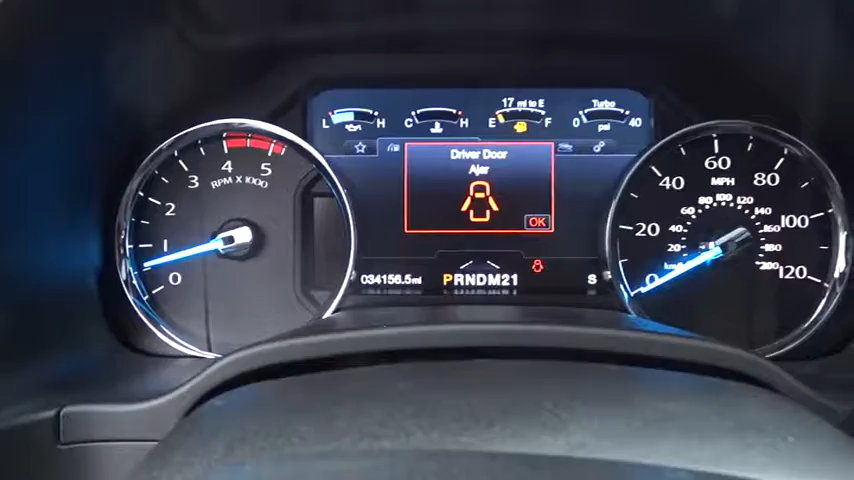 17 mi to E
Turbo
L H C H E F 0 40
psi
Driver Door
Ajar
OK
034156.5 mi PRNDM21 S
0 1 2 3 4 5
RPM X 1000
0 20 40 60 80 100 120
MPH
20 40 60 80 100 120 140 160 180 200
km/h